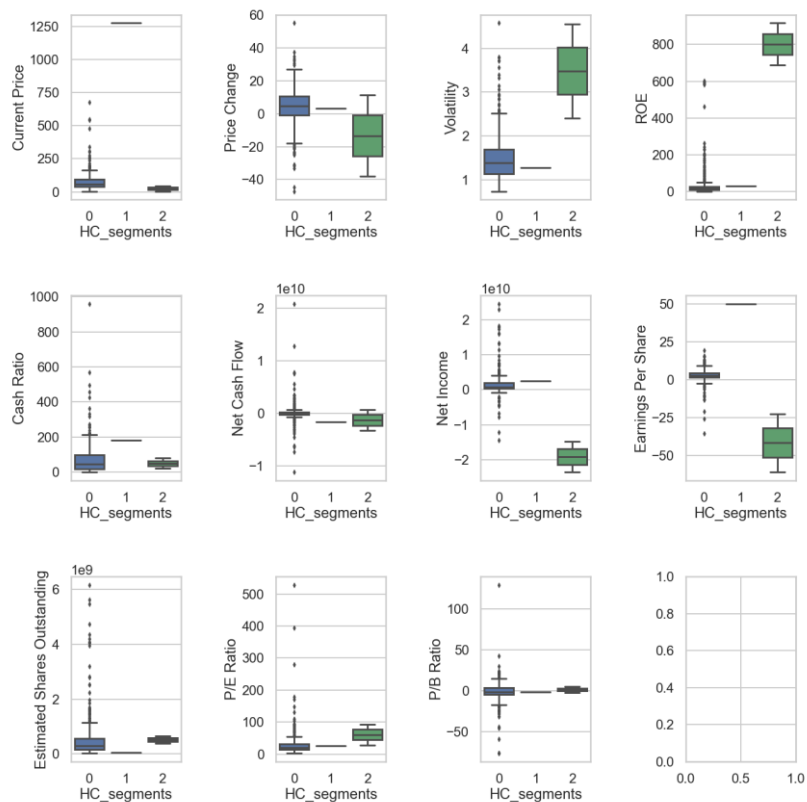 Current Price
1250
1000
750
500
250
0
0 1 2
HC_segments
Price Change
60
40
20
0
−20
−40
0 1 2
HC_segments
Volatility
4
3
2
1
0 1 2
HC_segments
ROE
800
600
400
200
0
0 1 2
HC_segments
Cash Ratio
1000
800
600
400
200
0
0 1 2
HC_segments
1e10
Net Cash Flow
2
1
0
−1
0 1 2
HC_segments
1e10
Net Income
2
1
0
−1
−2
0 1 2
HC_segments
Earnings Per Share
50
25
0
−25
−50
0 1 2
HC_segments
1e9
Estimated Shares Outstanding
6
4
2
0
0 1 2
HC_segments
P/E Ratio
500
400
300
200
100
0
0 1 2
HC_segments
P/B Ratio
100
50
0
−50
0 1 2
HC_segments
1.0
0.8
0.6
0.4
0.2
0.0
0.0 0.5 1.0